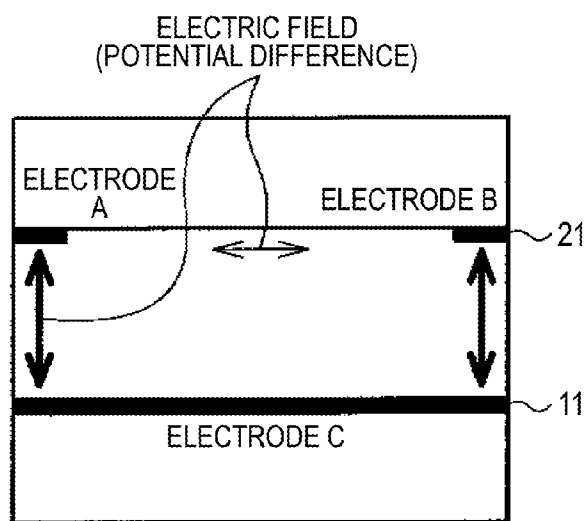 ELECTRIC FIELD
(POTENTIAL DIFFERENCE)
ELECTRODE
A
ELECTRODE B
21
11
ELECTRODE C